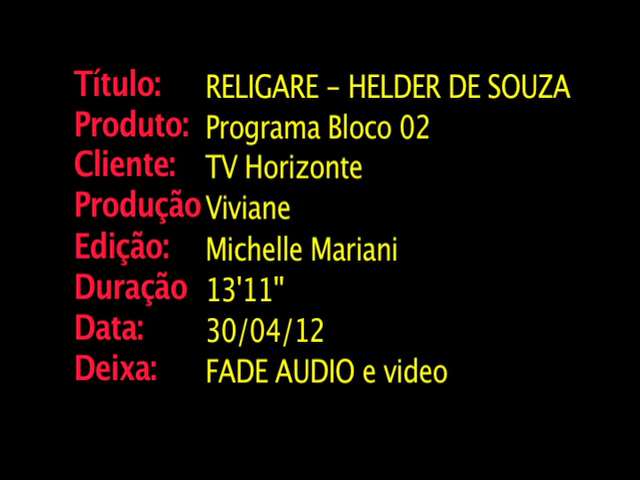 Título: RELIGARE – HELDER DE SOUZA
Produto: Programa Bloco 02
Cliente: TV Horizonte
Produção Viviane
Edição: Michelle Mariani
Duração 13'11"
Data: 30/04/12
Deixa: FADE AUDIO e video